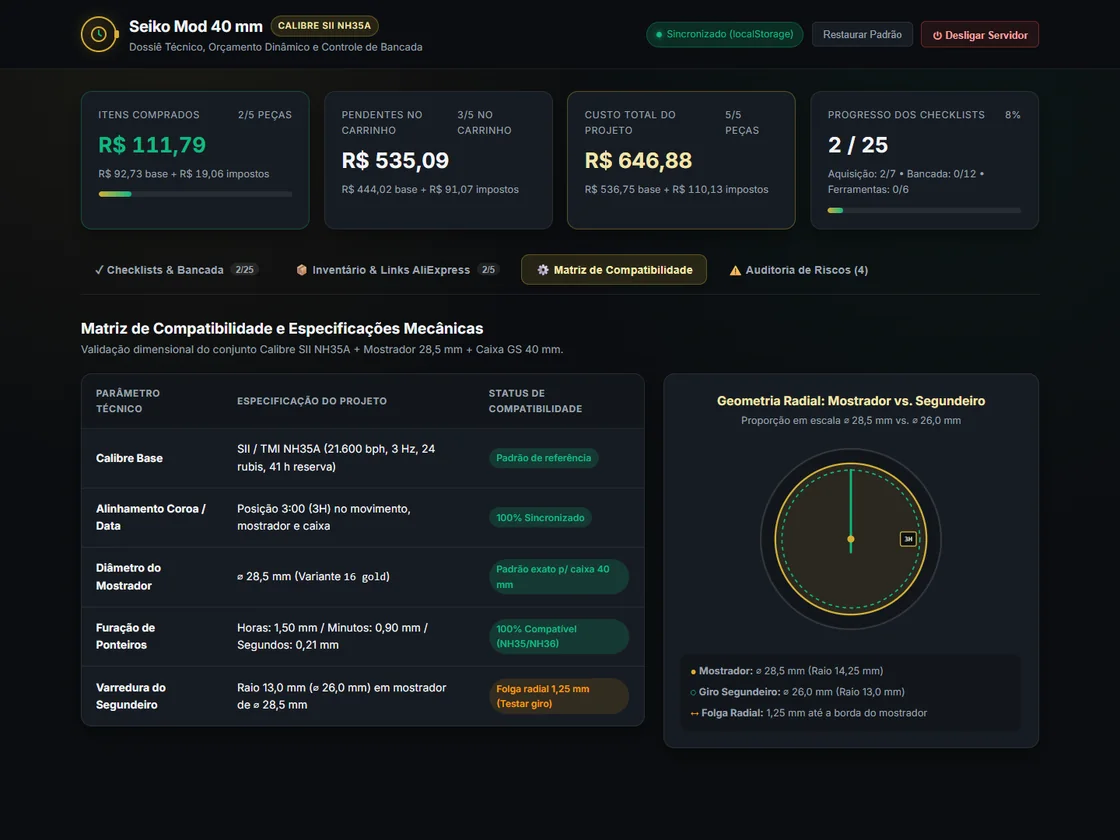 Seiko Mod 40 mm
CALIBRE SII NH35A
Dossiê Técnico, Orçamento Dinâmico e Controle de Bancada
Sincronizado (localStorage)
Restaurar Padrão
Desligar Servidor
ITENS COMPRADOS
2/5 PEÇAS
R$ 111,79
R$ 92,73 base + R$ 19,06 impostos
PENDENTES NO
CARRINHO
3/5 NO
CARRINHO
R$ 535,09
R$ 444,02 base + R$ 91,07 impostos
CUSTO TOTAL DO
PROJETO
5/5
PEÇAS
R$ 646,88
R$ 536,75 base + R$ 110,13 impostos
PROGRESSO DOS CHECKLISTS
8%
2 / 25
Aquisição: 2/7 • Bancada: 0/12 •
Ferramentas: 0/6
✓ Checklists & Bancada 2/25
Inventário & Links AliExpress 2/5
Matriz de Compatibilidade
Auditoria de Riscos (4)
Matriz de Compatibilidade e Especificações Mecânicas
Validação dimensional do conjunto Calibre SII NH35A + Mostrador 28,5 mm + Caixa GS 40 mm.
PARÂMETRO
TÉCNICO
ESPECIFICAÇÃO DO PROJETO
STATUS DE
COMPATIBILIDADE
Calibre Base
SII / TMI NH35A (21.600 bph, 3 Hz, 24
rubis, 41 h reserva)
Padrão de referência
Alinhamento Coroa /
Data
Posição 3:00 (3H) no movimento,
mostrador e caixa
100% Sincronizado
Diâmetro do
Mostrador
⌀ 28,5 mm (Variante 16 gold)
Padrão exato p/ caixa 40
mm
Furação de
Ponteiros
Horas: 1,50 mm / Minutos: 0,90 mm /
Segundos: 0,21 mm
100% Compatível
(NH35/NH36)
Varredura do
Segundeiro
Raio 13,0 mm (⌀ 26,0 mm) em mostrador
de ⌀ 28,5 mm
Folga radial 1,25 mm
(Testar giro)
Geometria Radial: Mostrador vs. Segundeiro
Proporção em escala ⌀ 28,5 mm vs. ⌀ 26,0 mm
3H
● Mostrador: ⌀ 28,5 mm (Raio 14,25 mm)
○ Giro Segundeiro: ⌀ 26,0 mm (Raio 13,0 mm)
↔ Folga Radial: 1,25 mm até a borda do mostrador